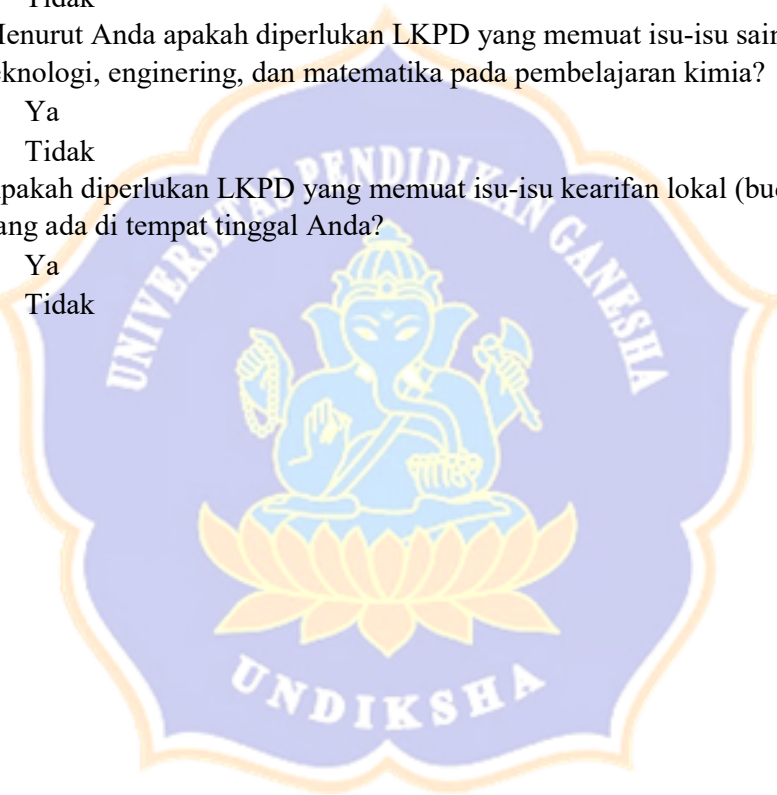 Tidak
Menurut Anda apakah diperlukan LKPD yang memuat isu-isu sain
eknologi, enginering, dan matematika pada pembelajaran kimia?
Ya
Tidak
pakah diperlukan LKPD yang memuat isu-isu kearifan lokal (bud
ang ada di tempat tinggal Anda?
Ya
Tidak
UNIVERSITAS PENDIDIKAN GANESHA
UNDIKSHA